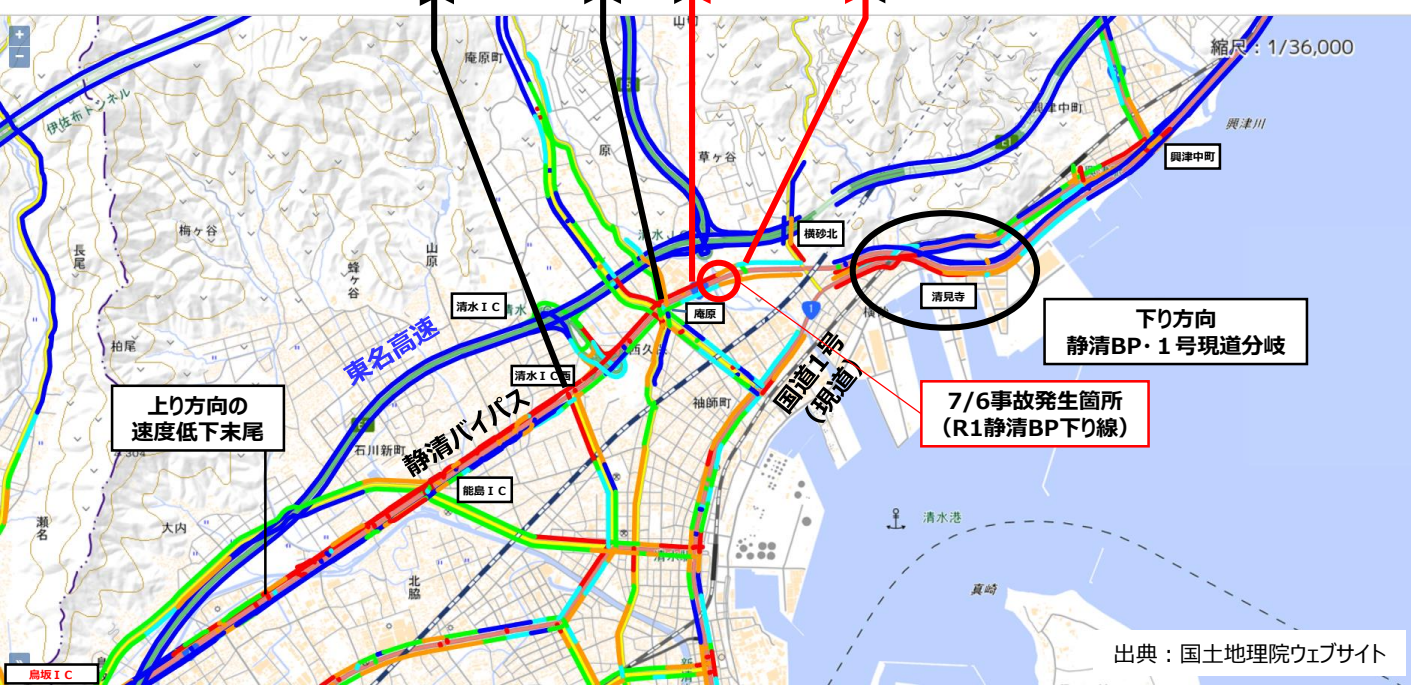 縮尺：1/36,000
山町
庵原町
伊佐布トンネル
興津中町
興津川
興津中町
原
草ヶ谷
梅ヶ谷
長尾
山原
蜂ヶ谷
横砂北
清水ＩＣ
庵原
清見寺
下り方向
静清BP・１号現道分岐
東名高速
柏尾
西久保
清水ＩＣ西
国道1号
（現道）
袖師町
7/6事故発生箇所
（R1静清BP下り線）
上り方向の
速度低下末尾
静清バイパス
石川新町
能島ＩＣ
瀬名
大内
清水港
北脇
真崎
出典：国土地理院ウェブサイト
鳥坂ＩＣ